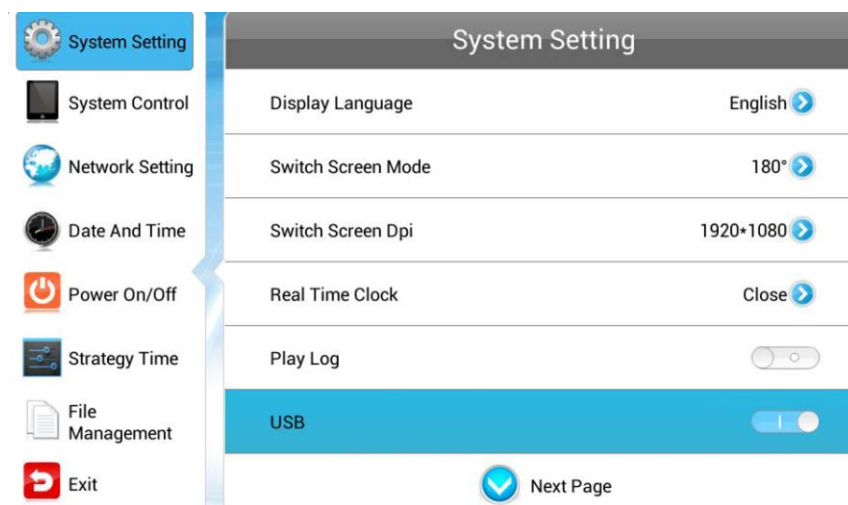 System Setting
System Control
Network Setting
Date And Time
Power On/Off
Strategy Time
File
Management
Exit
System Setting
Display Language English
Switch Screen Mode 180°
Switch Screen Dpi 1920*1080
Real Time Clock Close
Play Log
USB
Next Page